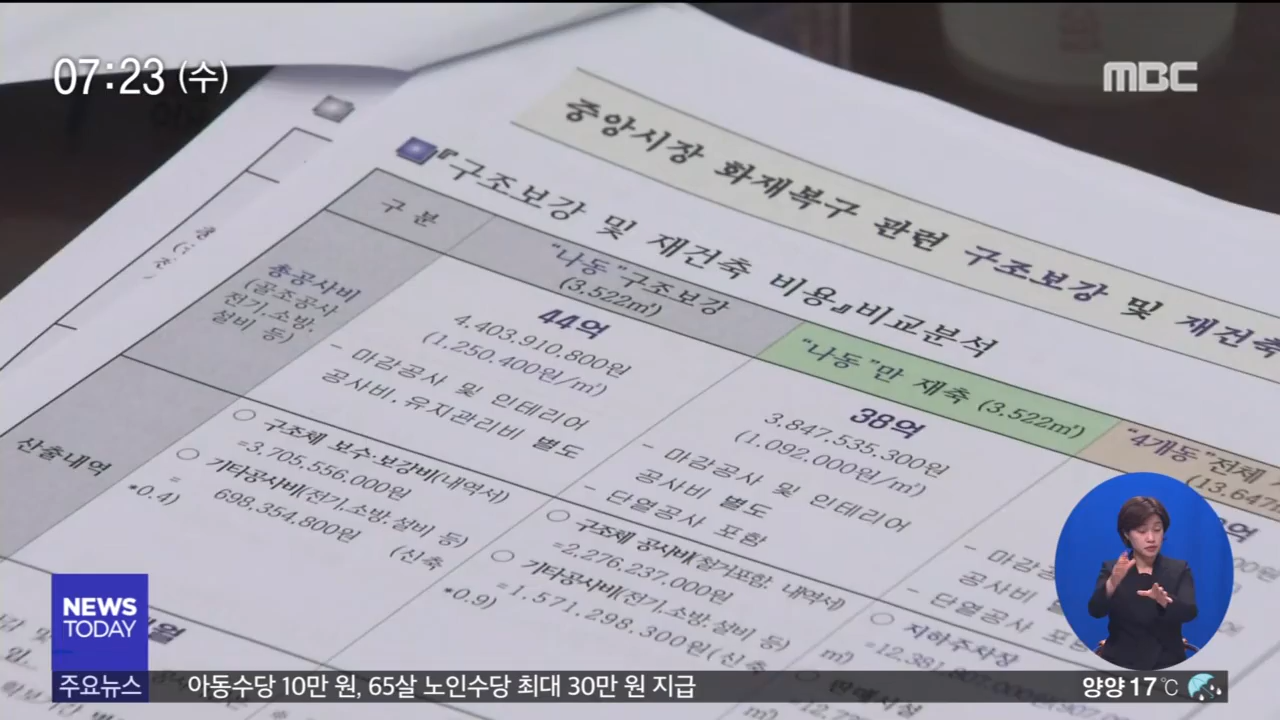 07:23 (수)
MBC
중앙시장 화재복구 관련 구조보강 및 재건축
『구조보강 및 재건축 비용』비교분석
구 분
"나동"구조보강
(3,522㎡)
"나동"만 재축 (3,522㎡)
"4개동"전체
총공사비
(골조공사
전기,소방,
설비 등)
44억
4,403,910,800원
(1,250,400원/㎡)
- 마감공사 및 인테리어
공사비, 유지관리비 별도
38억
3,847,535,300원
(1,092,000원/㎡)
- 마감공사 및 인테리어
공사비 별도
- 단열공사 포함
공사비
- 단열공사
산출내역
○ 구조체 보수·보강비(내역서)
=3,705,556,000원
○ 기타공사비(전기,소방,설비 등)
= 698,354,800원 (신축
*0.4)
○ 구조체 공사비(철거포함, 내역서)
=2,276,237,000원
○ 기타공사비(전기,소방,설비 등)
=1,571,298,300원(신축
*0.9)
○ 지하주차장
○ 판매시설
NEWS
TODAY
주요뉴스
아동수당 10만 원, 65살 노인수당 최대 30만 원 지급
양양 17℃